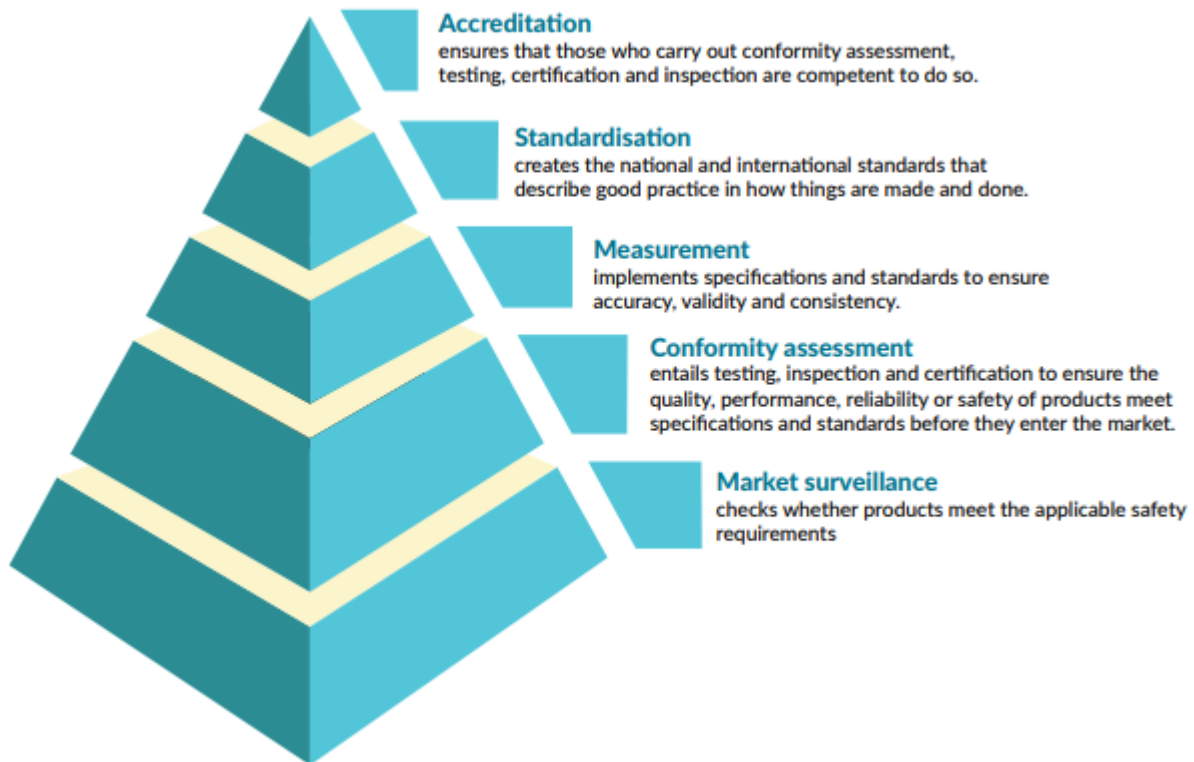 Accreditation
ensures that those who carry out conformity assessment,
testing, certification and inspection are competent to do so.
Standardisation
creates the national and international standards that
describe good practice in how things are made and done.
Measurement
implements specifications and standards to ensure
accuracy, validity and consistency.
Conformity assessment
entails testing, inspection and certification to ensure the
quality, performance, reliability or safety of products meet
specifications and standards before they enter the market.
Market surveillance
checks whether products meet the applicable safety
requirements